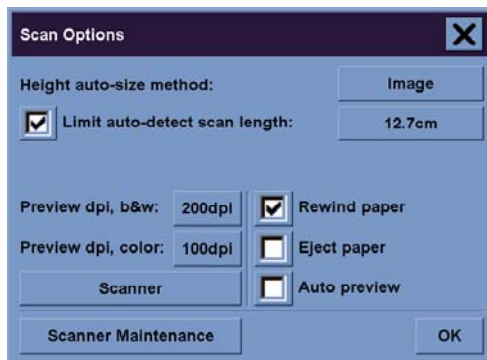 Scan Options
Height auto-size method: Image
Limit auto-detect scan length: 12.7cm
Preview dpi, b&w: 200dpi Rewind paper
Preview dpi, color: 100dpi Eject paper
Scanner Auto preview
Scanner Maintenance OK